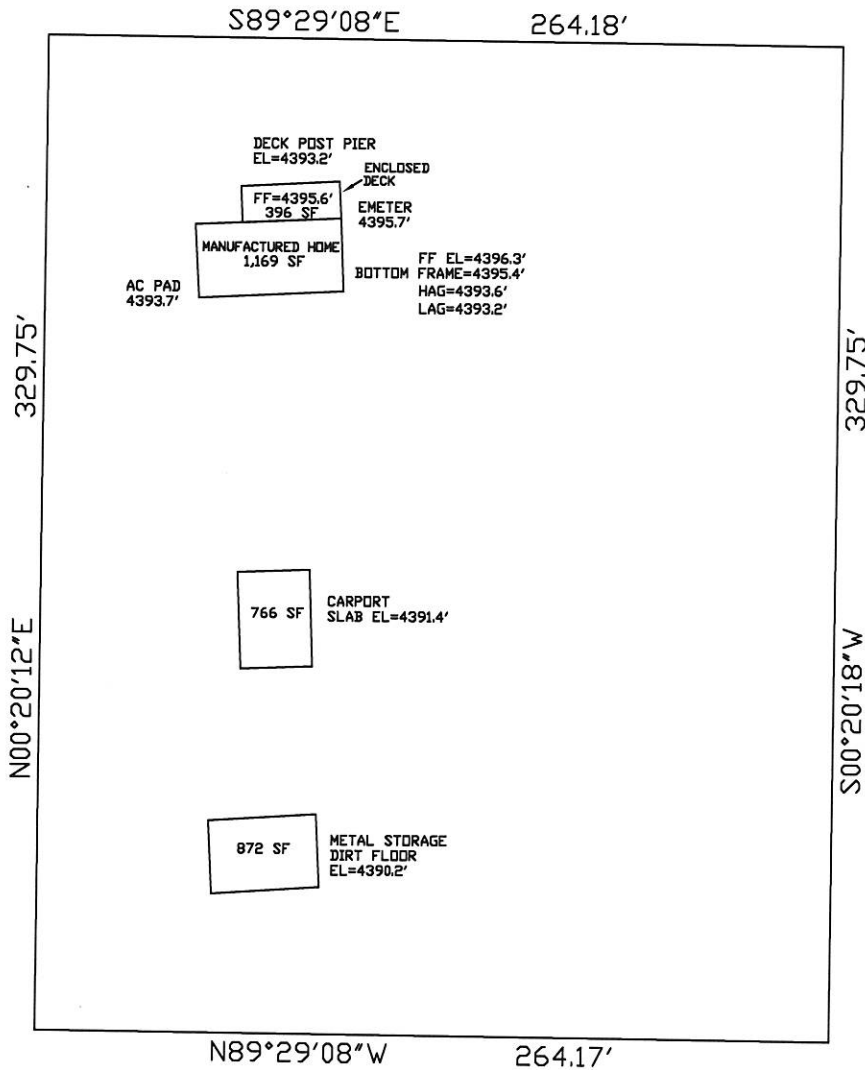 S89°29'08"E 264.18'
DECK POST PIER
EL=4393.2'
ENCLOSED
DECK
FF=4395.6'
396 SF
EMETER
4395.7'
MANUFACTURED HOME
1,169 SF
AC PAD
4393.7'
FF EL=4396.3'
BOTTOM FRAME=4395.4'
HAG=4393.6'
LAG=4393.2'
329.75'
329.75'
766 SF
CARPORT
SLAB EL=4391.4'
N00°20'12"E
S00°20'18"W
872 SF
METAL STORAGE
DIRT FLOOR
EL=4390.2'
N89°29'08"W 264.17'